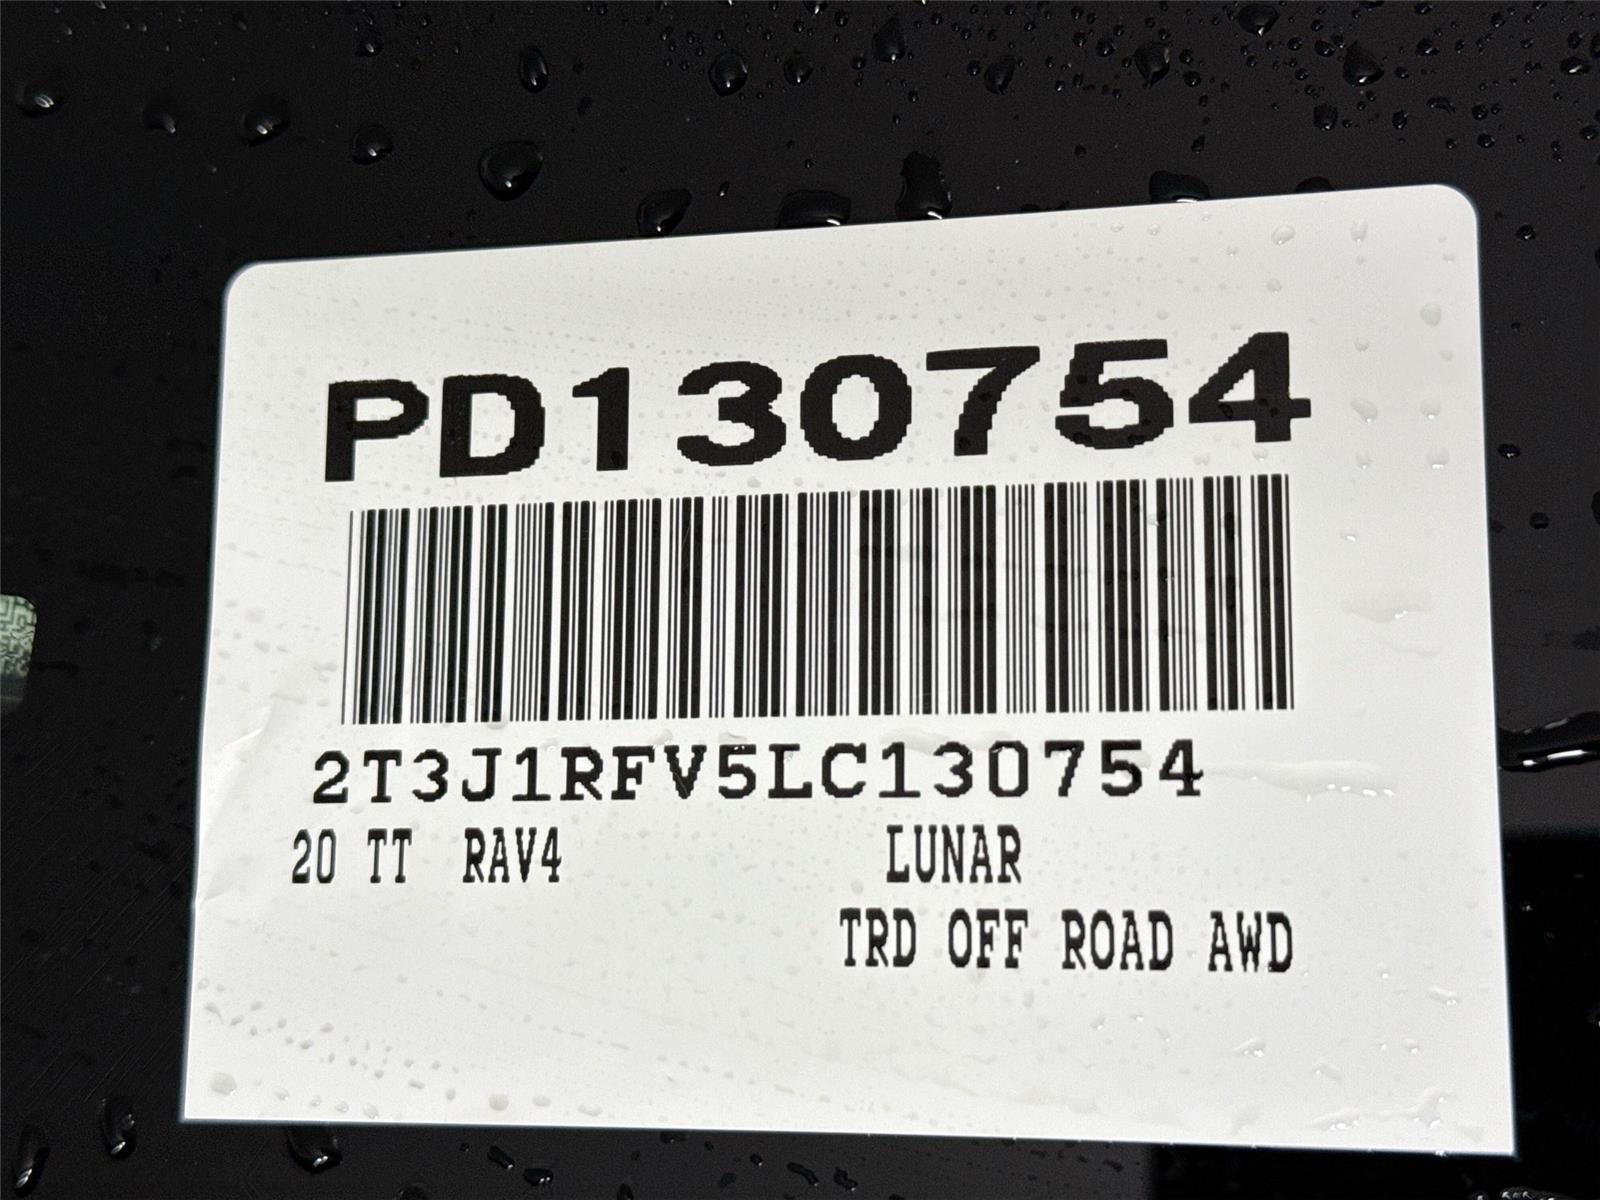 PD130754
2T3J1RFV5LC130754
20 TT RAV4 LUNAR
TRD OFF ROAD AWD